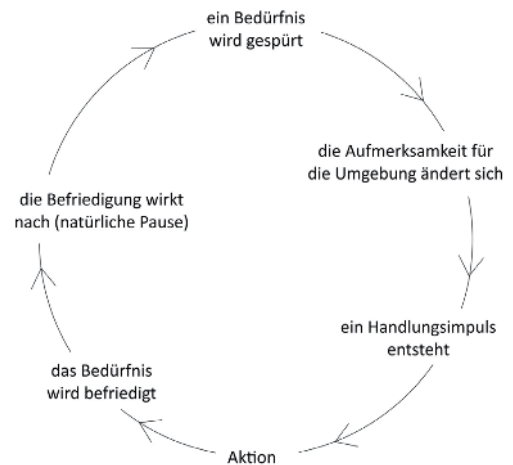 ein Bedürfnis
wird gespürt
die Aufmerksamkeit für
die Umgebung ändert sich
ein Handlungsimpuls
entsteht
Aktion
das Bedürfnis
wird befriedigt
die Befriedigung wirkt
nach (natürliche Pause)